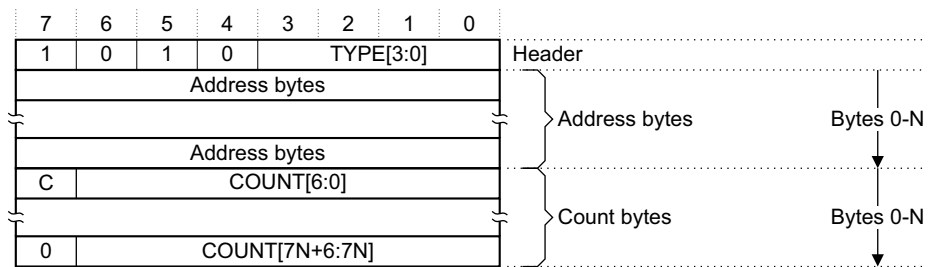 7 6 5 4 3 2 1 0
1 0 1 0 TYPE[3:0] Header
Address bytes
Address bytes Bytes 0-N
Address bytes
C COUNT[6:0]
Count bytes Bytes 0-N
0 COUNT[7N+6:7N]